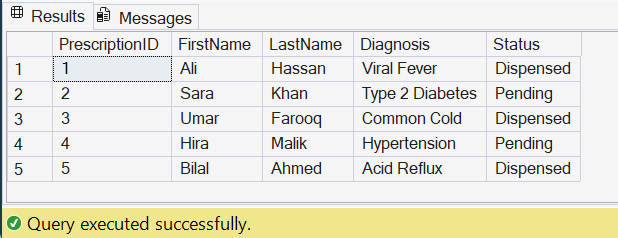 Results Messages
PrescriptionID FirstName LastName Diagnosis Status
1 1 Ali Hassan Viral Fever Dispensed
2 2 Sara Khan Type 2 Diabetes Pending
3 3 Umar Farooq Common Cold Dispensed
4 4 Hira Malik Hypertension Pending
5 5 Bilal Ahmed Acid Reflux Dispensed
Query executed successfully.